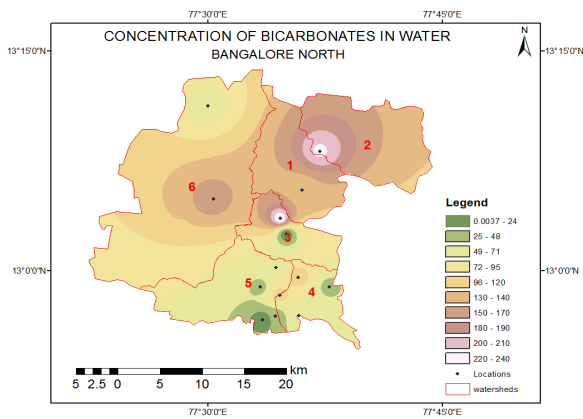 77°30'0"E 77°45'0"E
CONCENTRATION OF BICARBONATES IN WATER
BANGALORE NORTH
N
13°15'0"N 13°15'0"N
2
1
6
3
5
4
13°0'0"N 13°0'0"N
Legend
0.0037 - 24
25 - 48
49 - 71
72 - 95
96 - 120
130 - 140
150 - 170
180 - 190
200 - 210
220 - 240
Locations
watersheds
km
5 2.5 0 5 10 15 20
77°30'0"E 77°45'0"E